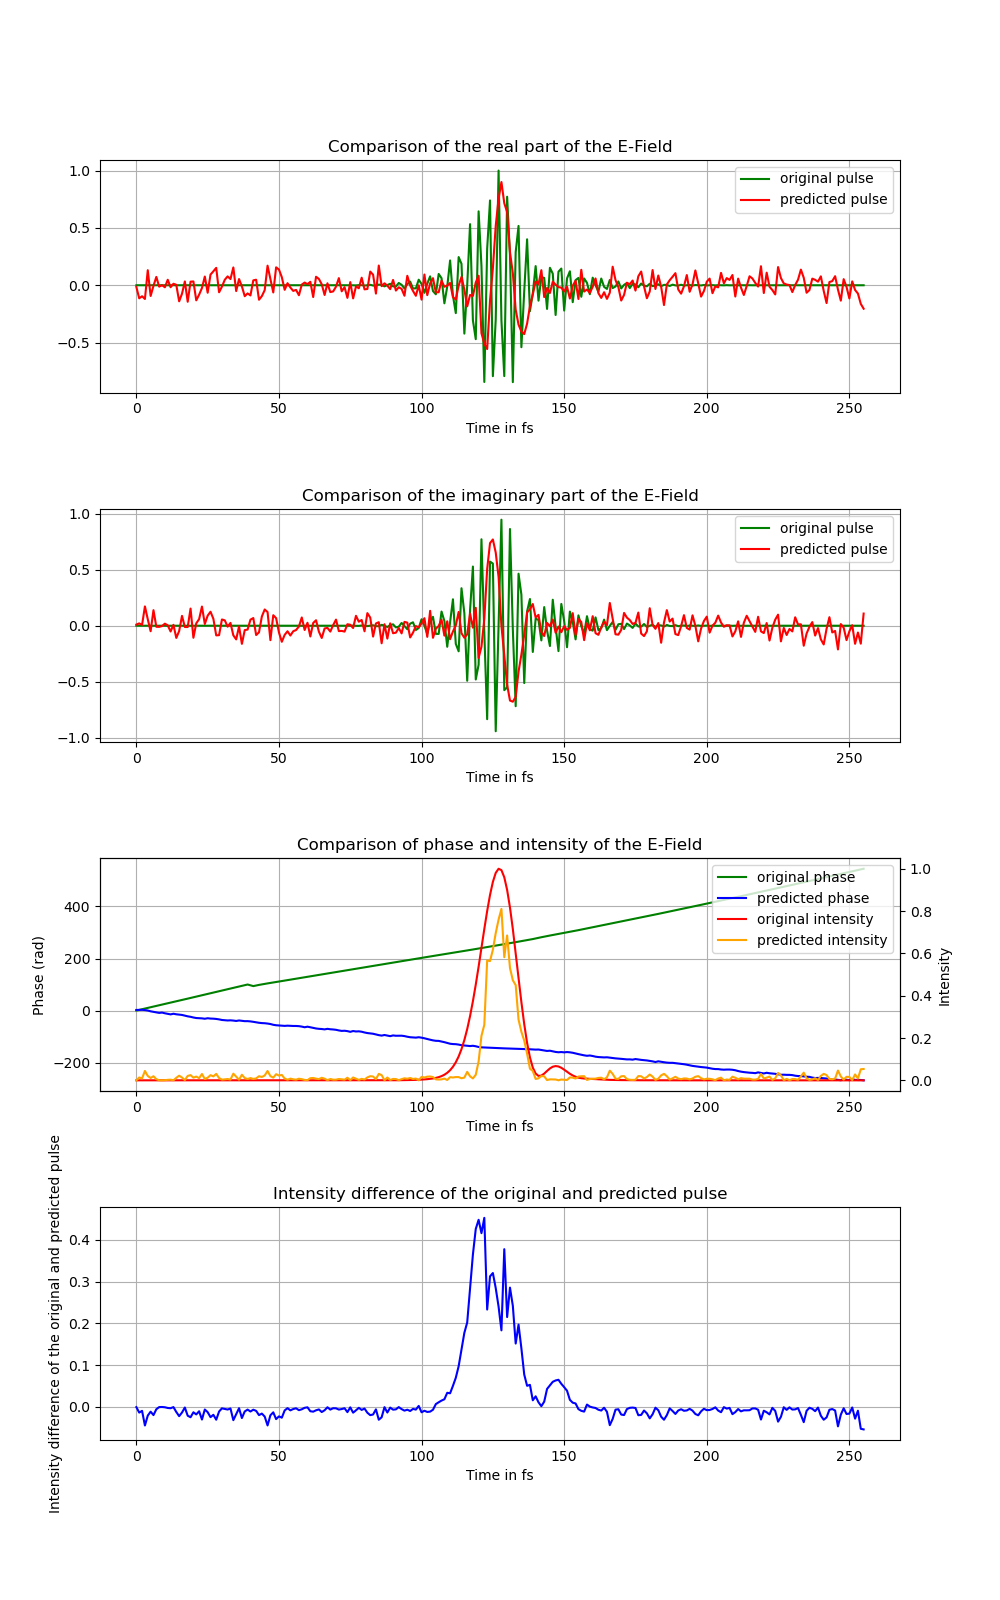 Comparison of the real part of the E-Field
1.0
0.5
0.0
−0.5
original pulse
predicted pulse
0 50 100 150 200 250
Time in fs
Comparison of the imaginary part of the E-Field
1.0
0.5
0.0
−0.5
−1.0
original pulse
predicted pulse
0 50 100 150 200 250
Time in fs
Comparison of phase and intensity of the E-Field
Phase (rad)
400
200
0
−200
original phase
predicted phase
original intensity
predicted intensity
1.0
0.8
0.6
0.4
0.2
0.0
Intensity
0 50 100 150 200 250
Time in fs
Intensity difference of the original and predicted pulse
Intensity difference of the original and predicted pulse
0.4
0.3
0.2
0.1
0.0
0 50 100 150 200 250
Time in fs